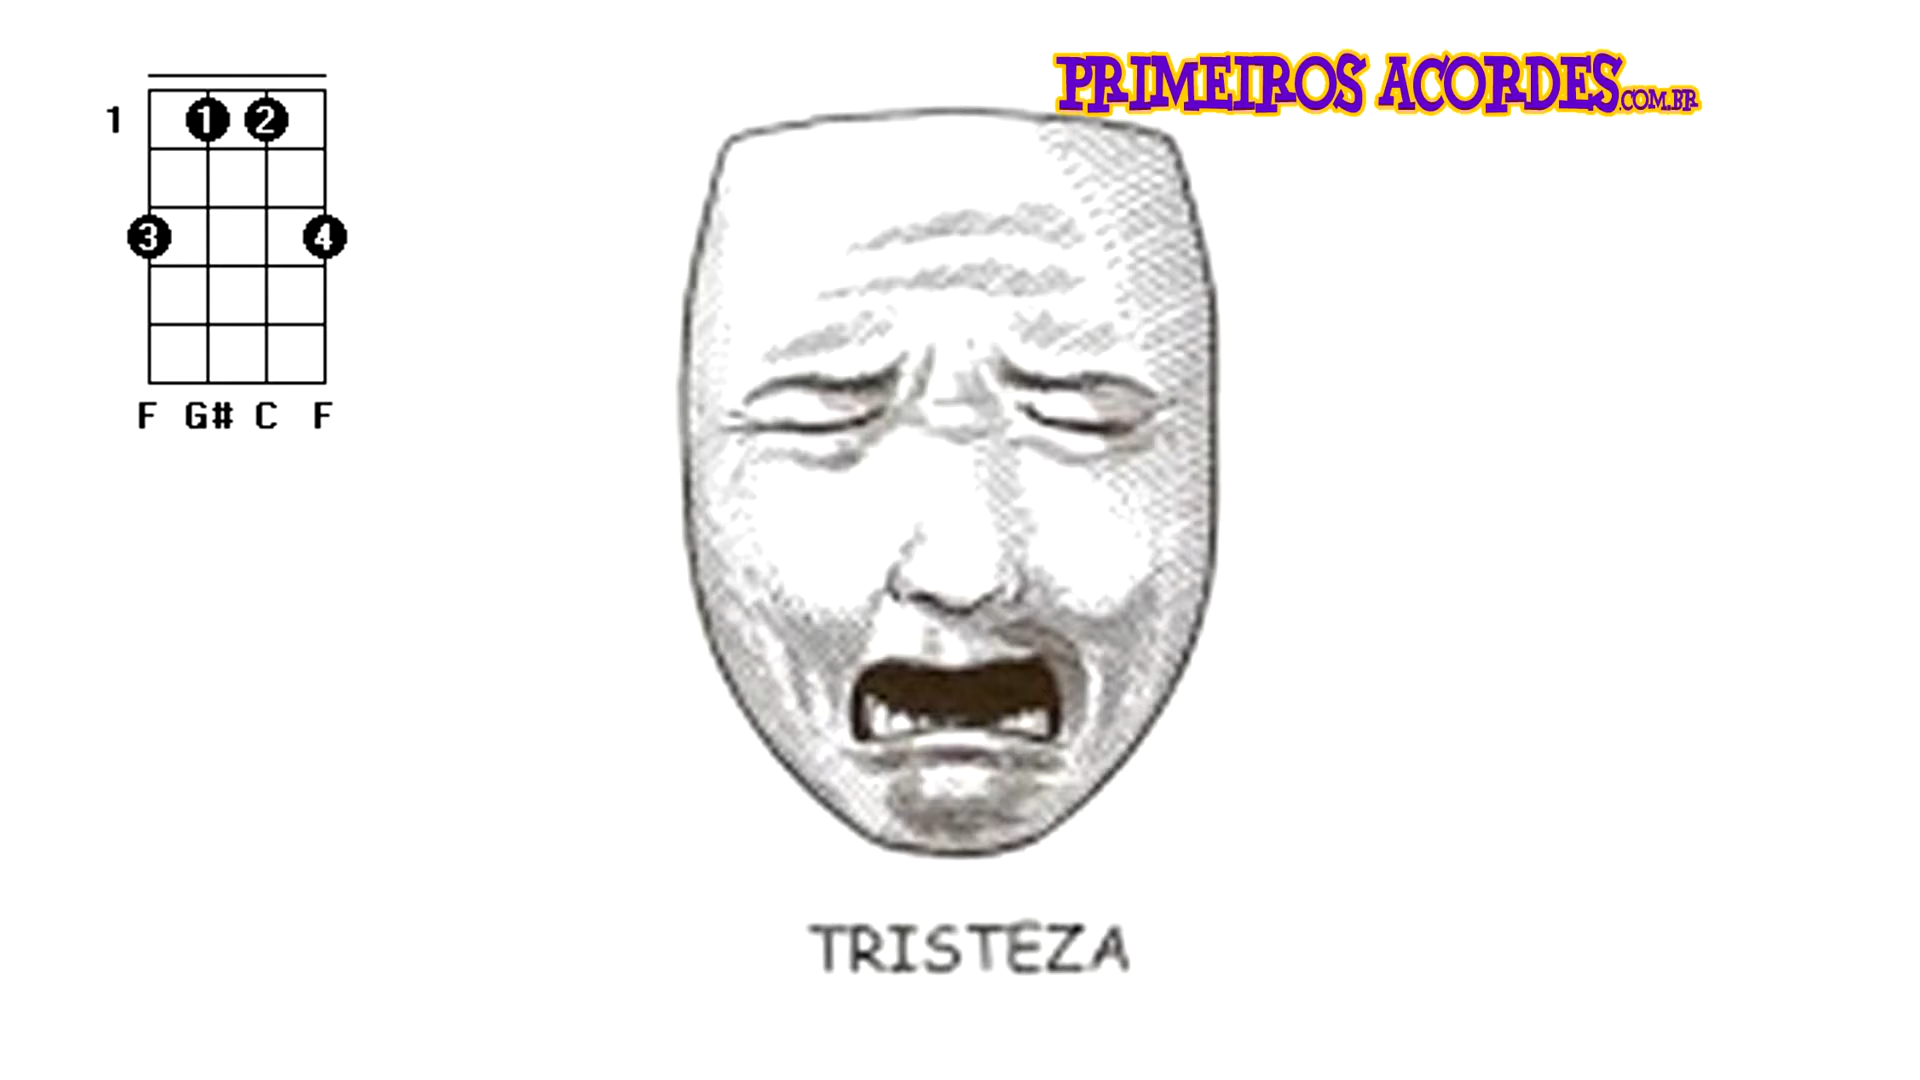 PRIMEIROS ACORDES.COM.BR
1 1 2
3 4
F G# C F
TRISTEZA